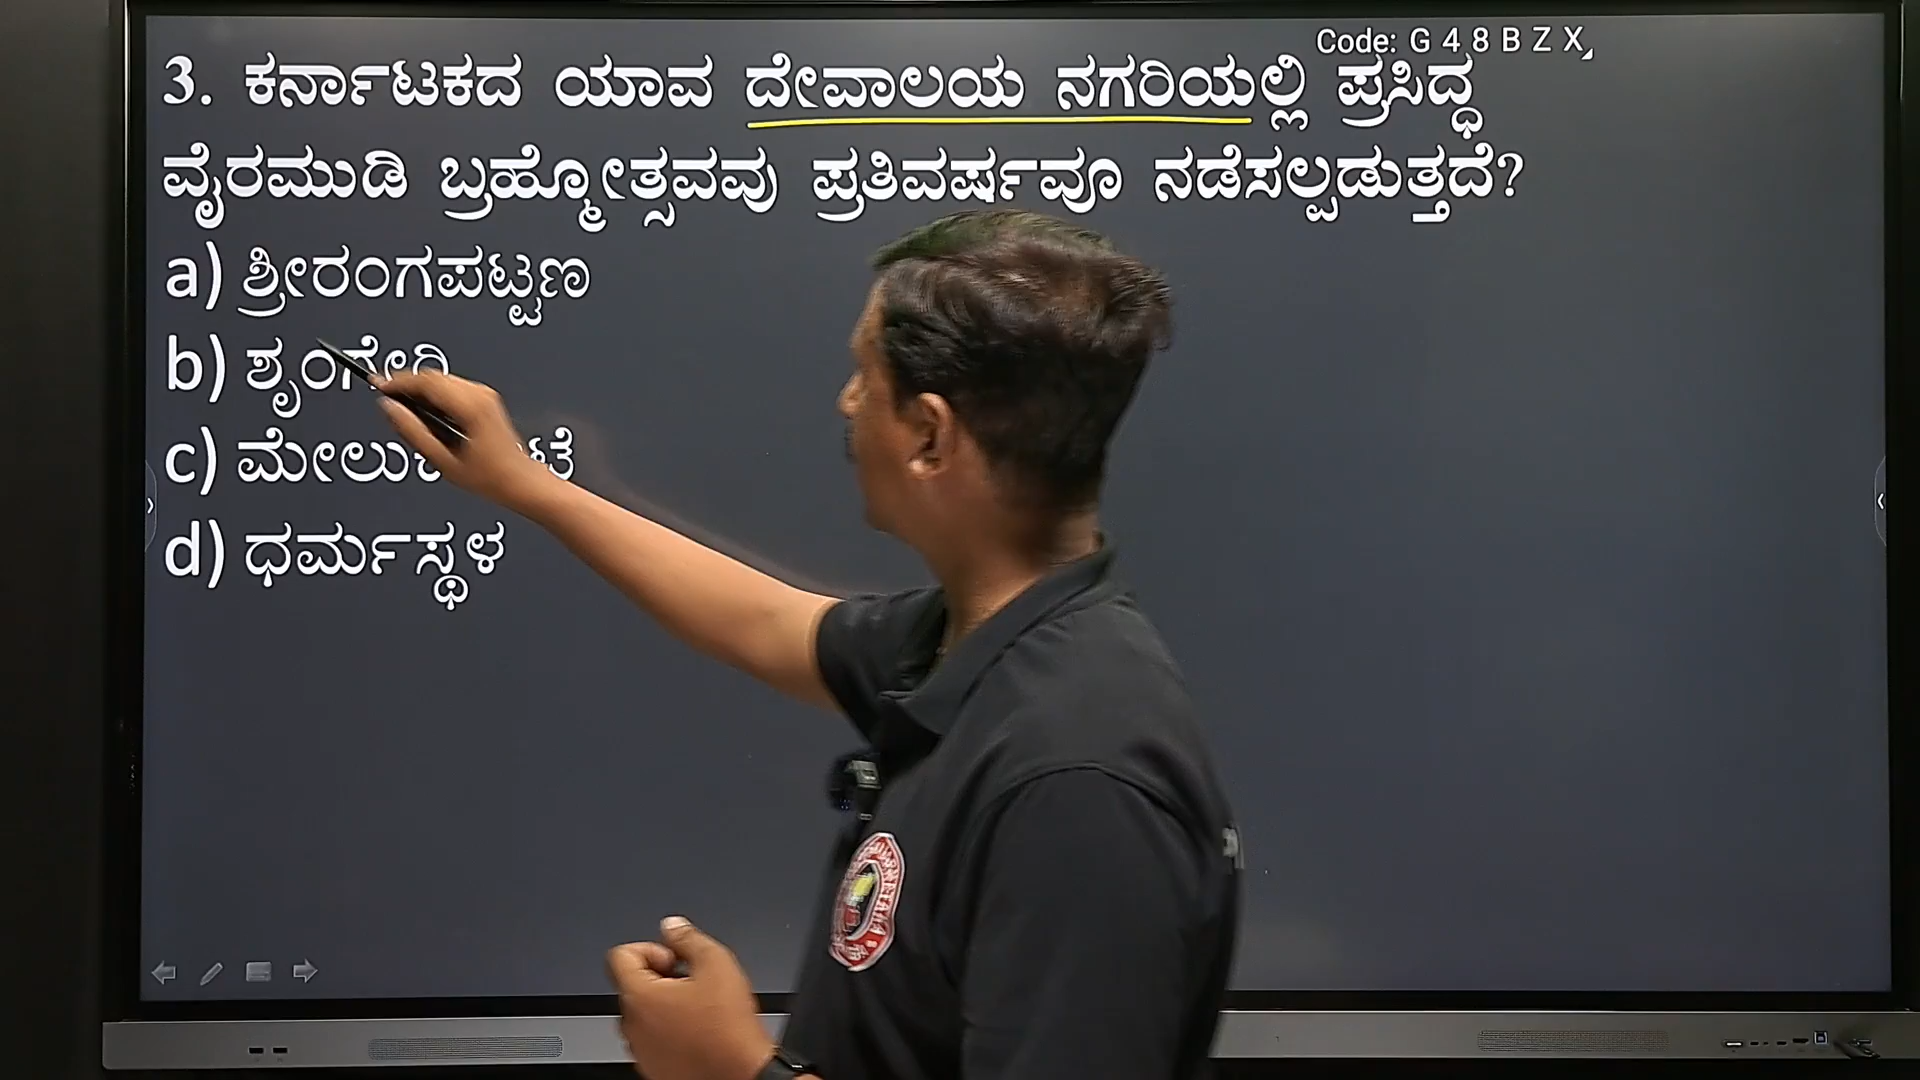 Code: G 4 8 B Z X
3. ಕರ್ನಾಟಕದ ಯಾವ ದೇವಾಲಯ ನಗರಿಯಲ್ಲಿ ಪ್ರಸಿದ್ಧ
ವೈರಮುಡಿ ಬ್ರಹ್ಮೋತ್ಸವವು ಪ್ರತಿವರ್ಷವೂ ನಡೆಸಲ್ಪಡುತ್ತದೆ?
a) ಶ್ರೀರಂಗಪಟ್ಟಣ
b) ಶೃಂಗೇರಿ
c)
d) ಧರ್ಮಸ್ಥಳ